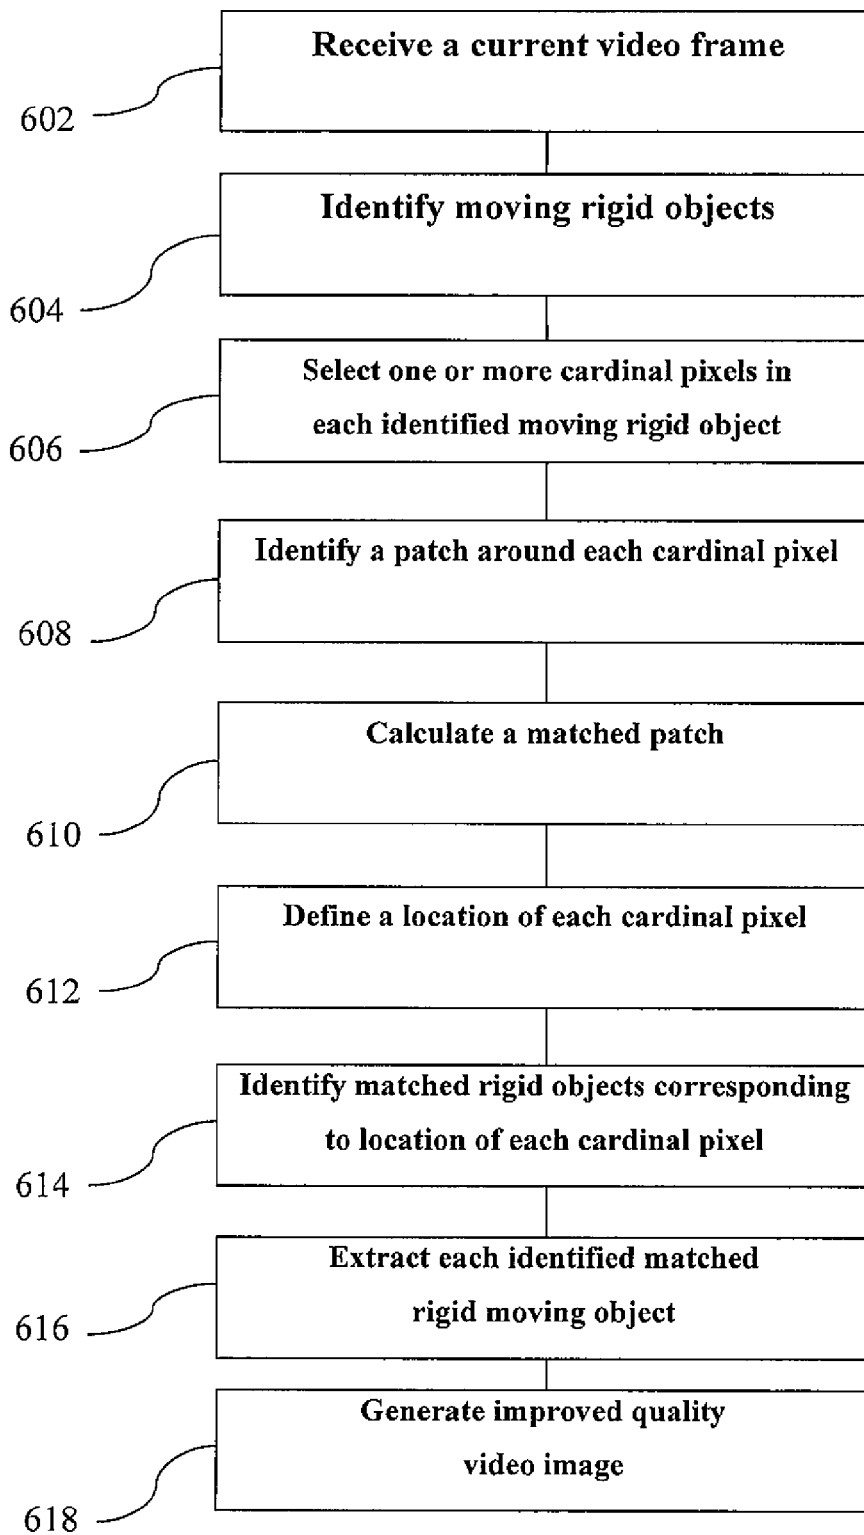 Receive a current video frame
602
Identify moving rigid objects
604
Select one or more cardinal pixels in
each identified moving rigid object
606
Identify a patch around each cardinal pixel
608
Calculate a matched patch
610
Define a location of each cardinal pixel
612
Identify matched rigid objects corresponding
to location of each cardinal pixel
614
Extract each identified matched
rigid moving object
616
Generate improved quality
video image
618